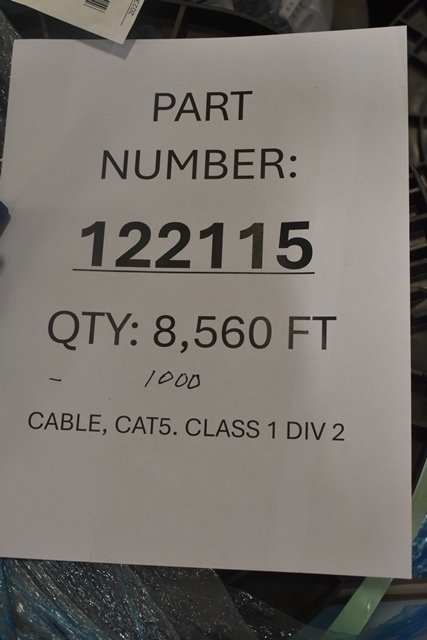 PART
NUMBER:
122115
QTY: 8,560 FT
- 1000
CABLE, CAT5. CLASS 1 DIV 2